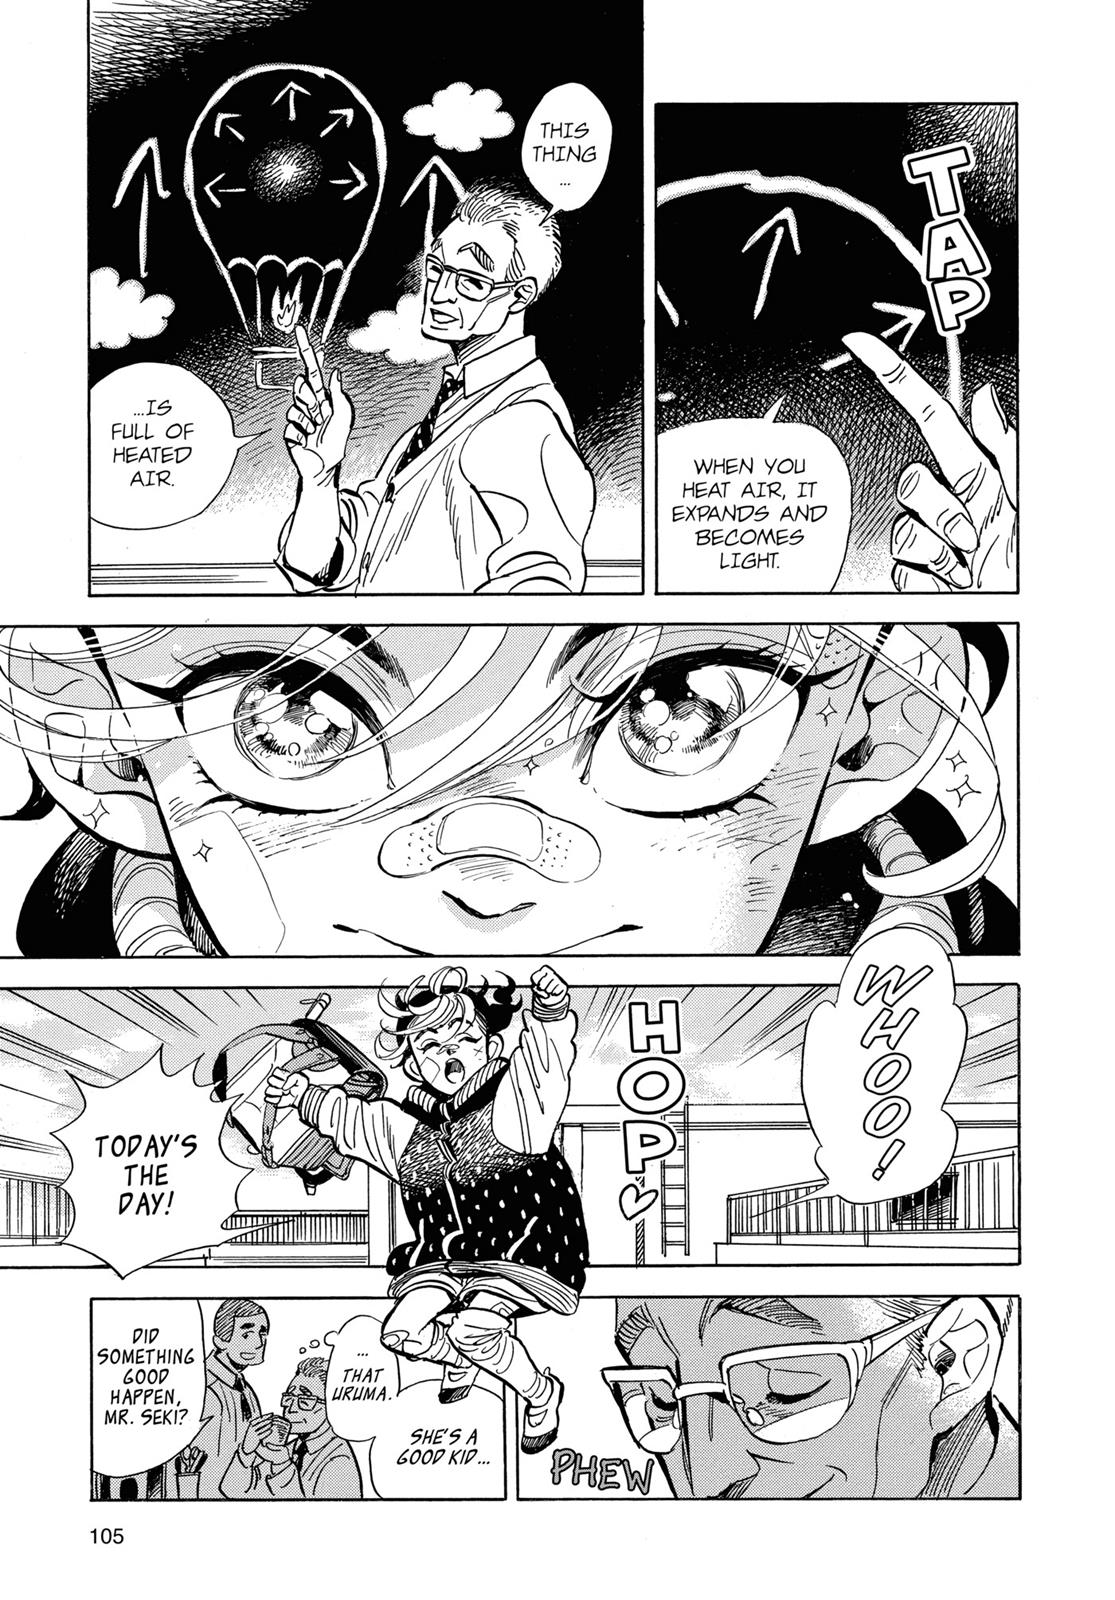 THIS
THING
...
...IS
FULL OF
HEATED
AIR.
TAP
WHEN YOU
HEAT AIR, IT
EXPANDS AND
BECOMES
LIGHT.
TODAY'S
THE
DAY!
HOP
WHOO!
DID
SOMETHING
GOOD
HAPPEN,
MR. SEKI?
...
THAT
URUMA.
SHE'S A
GOOD KID...
PHEW
105